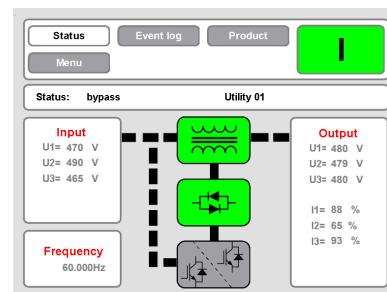 Status Event log Product
Menu
I
Status: bypass Utility 01
Input
U1= 470 V
U2= 490 V
U3= 465 V
Frequency
60.000Hz
Output
U1= 480 V
U2= 479 V
U3= 480 V
I1= 88 %
I2= 65 %
I3= 93 %